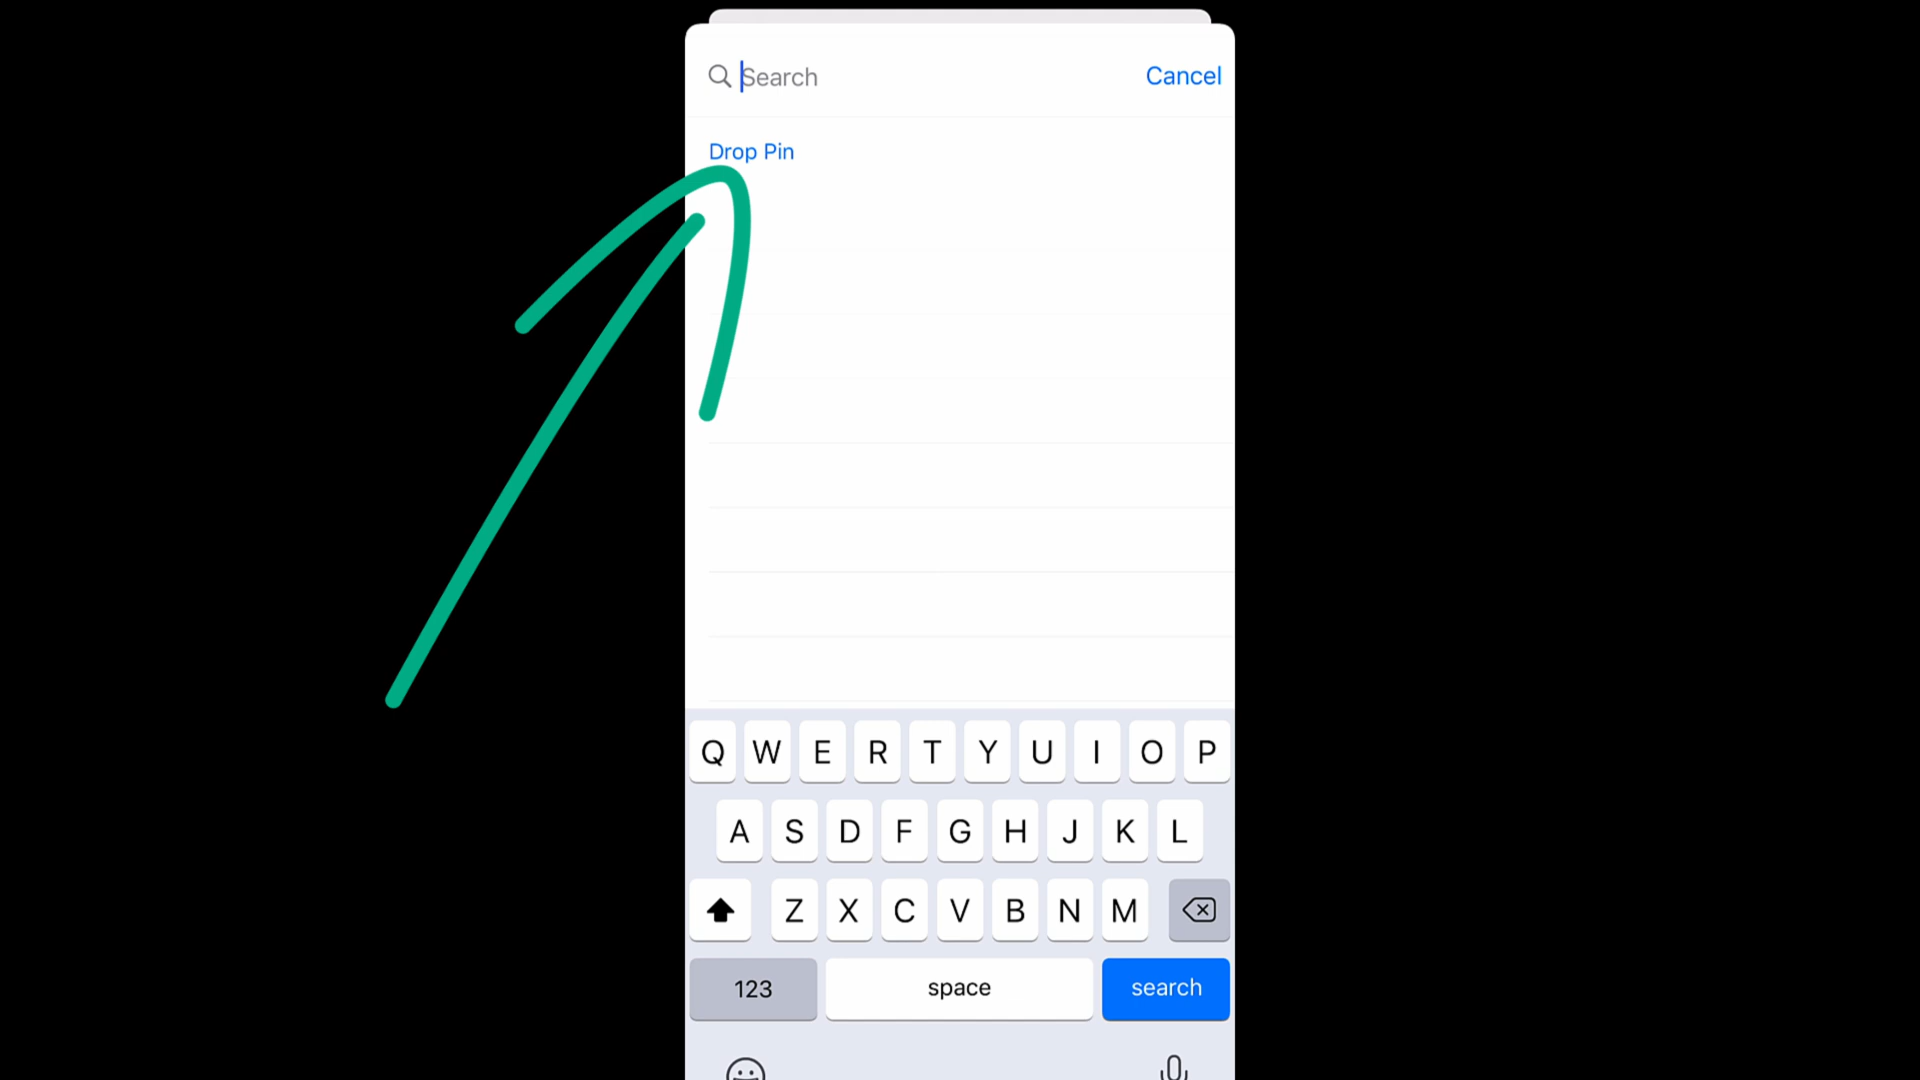 Search
Cancel
Drop Pin
Q W E R T Y U I O P
A S D F G H J K L
Z X C V B N M
123 space search